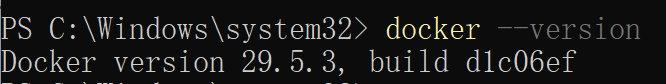 PS C:\Windows\system32> docker --version
Docker version 29.5.3, build d1c06ef